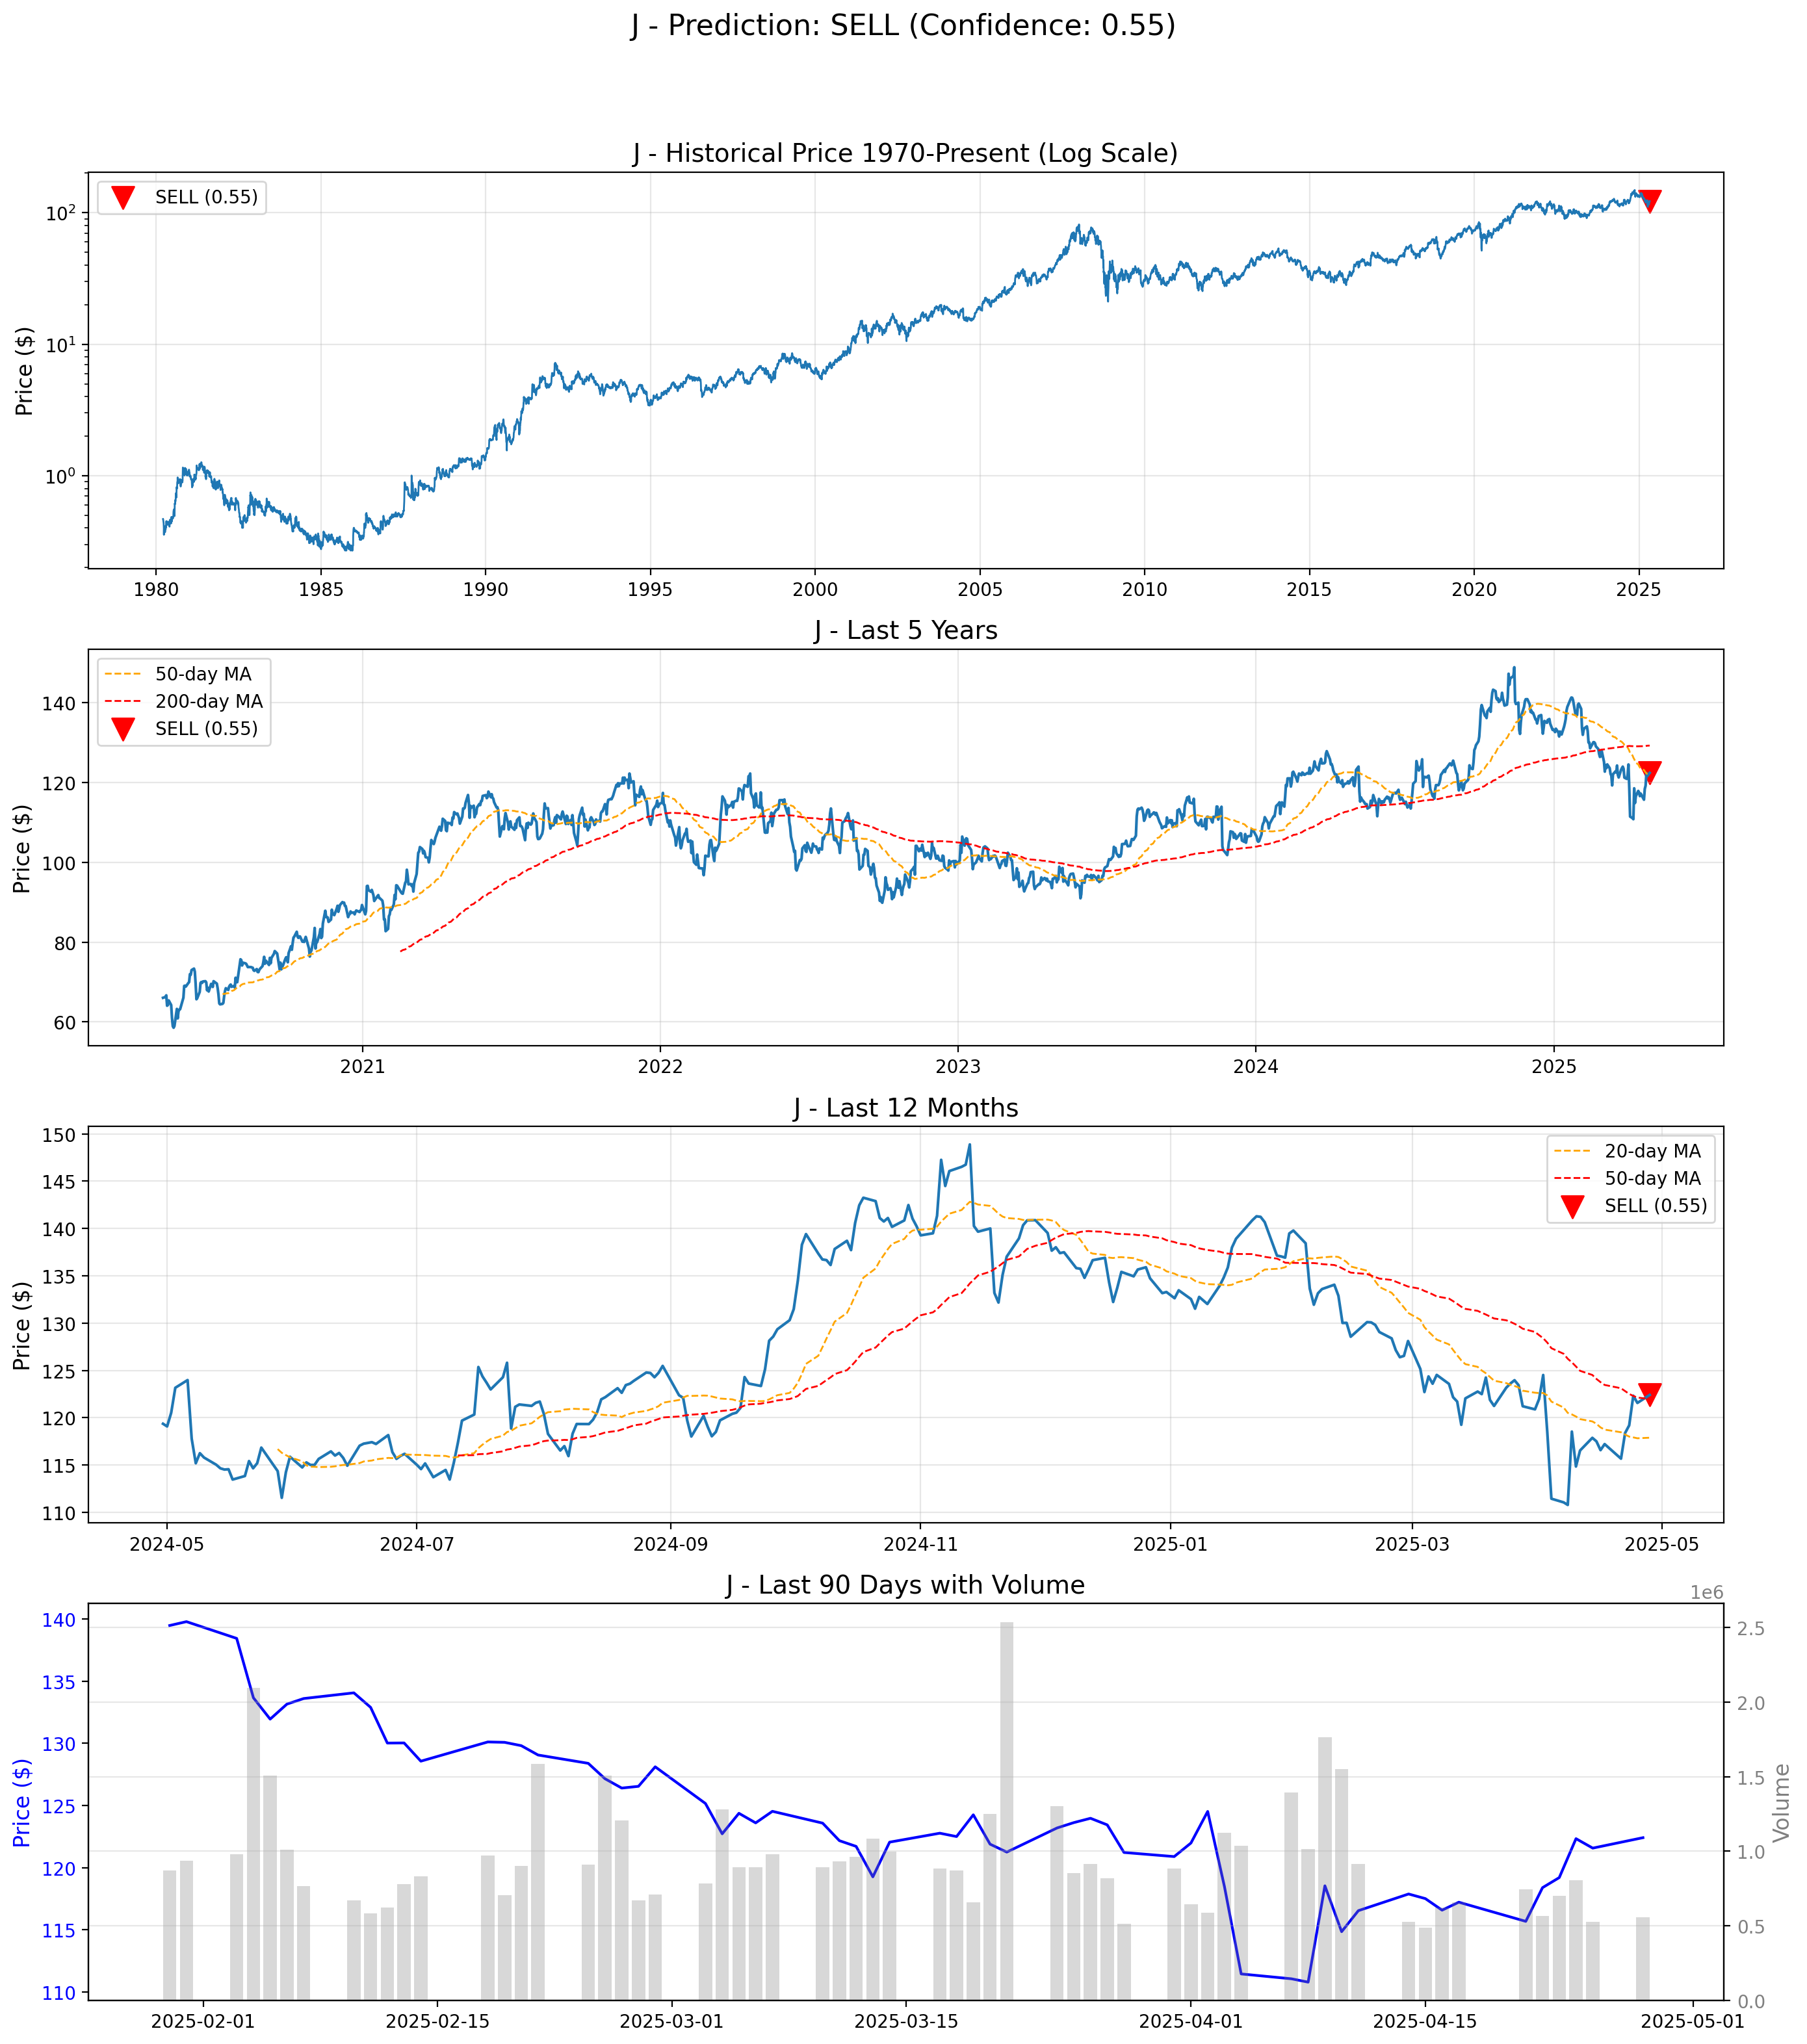 J - Prediction: SELL (Confidence: 0.55)
J - Historical Price 1970-Present (Log Scale)
SELL (0.55)
Price ($)
10²
10¹
10⁰
1980 1985 1990 1995 2000 2005 2010 2015 2020 2025
J - Last 5 Years
50-day MA
200-day MA
SELL (0.55)
Price ($)
140
120
100
80
60
2021 2022 2023 2024 2025
J - Last 12 Months
20-day MA
50-day MA
SELL (0.55)
Price ($)
150
145
140
135
130
125
120
115
110
2024-05 2024-07 2024-09 2024-11 2025-01 2025-03 2025-05
J - Last 90 Days with Volume
1e6
Price ($)
140
135
130
125
120
115
110
2.5
2.0
1.5
1.0
0.5
0.0
Volume
2025-02-01 2025-02-15 2025-03-01 2025-03-15 2025-04-01 2025-04-15 2025-05-01